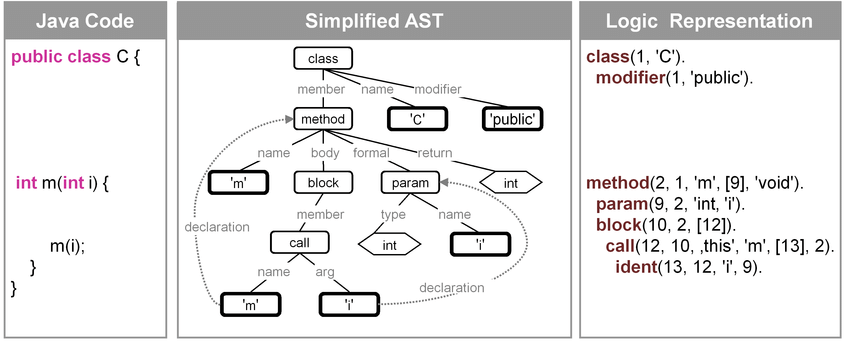 Java Code
public class C {
int m(int i) {
m(i);
}
}
Simplified AST
class
member name modifier
method 'C' 'public'
name body formal return
'm' block param int
declaration member type name
call int 'i'
name arg declaration
'm' 'i'
Logic Representation
class(1, 'C').
modifier(1, 'public').
method(2, 1, 'm', [9], 'void').
param(9, 2, 'int, 'i').
block(10, 2, [12]).
call(12, 10, ,this', 'm', [13], 2).
ident(13, 12, 'i', 9).